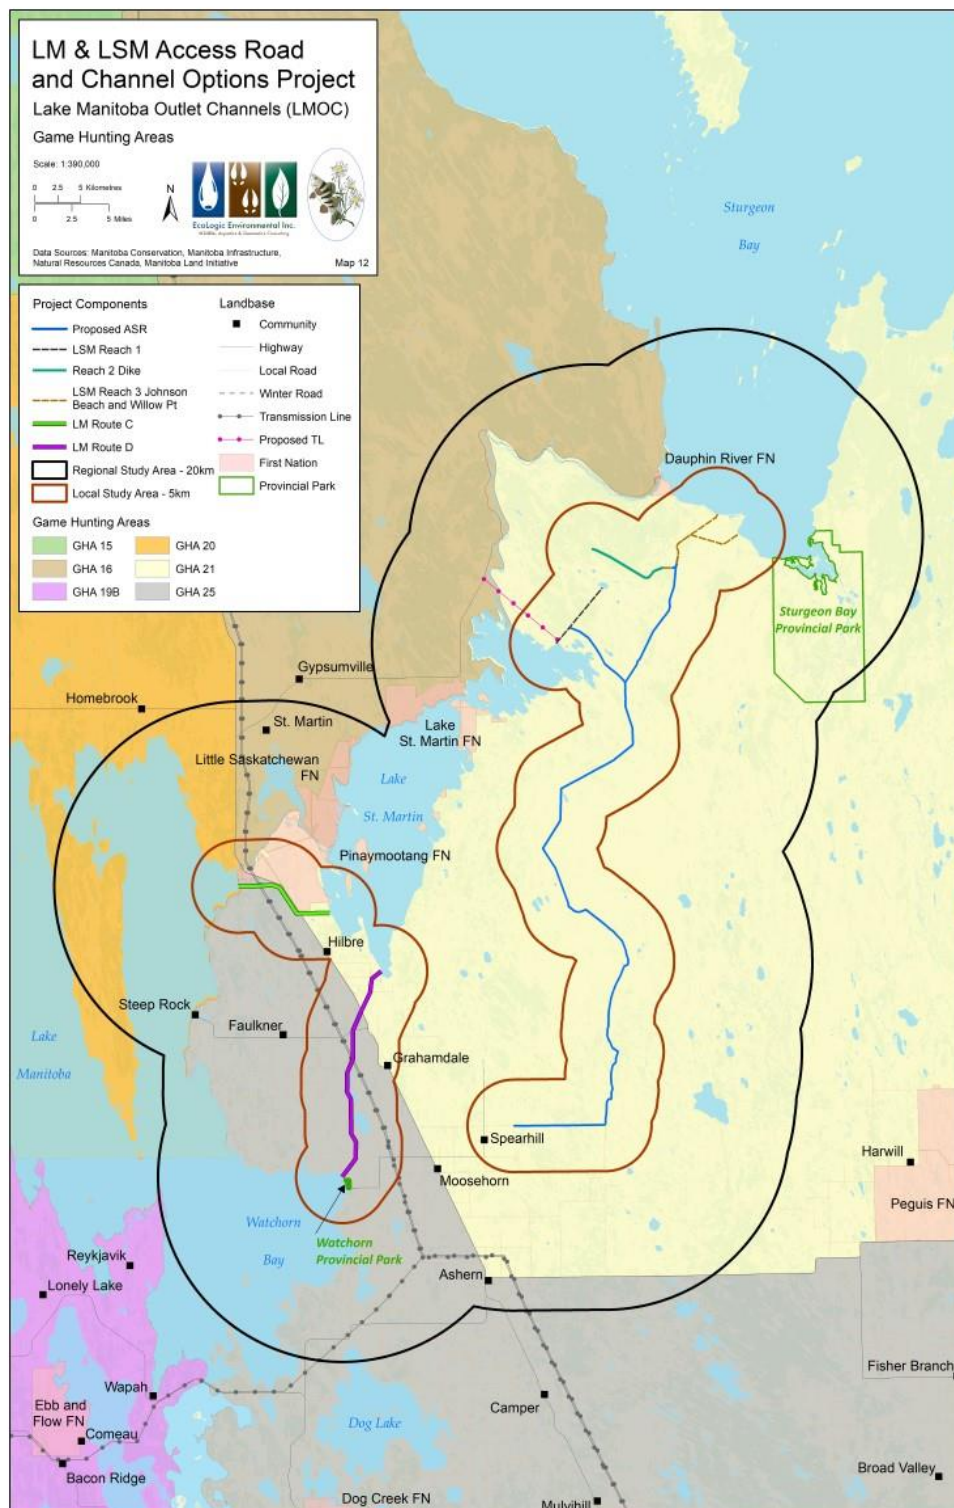 LM & LSM Access Road
and Channel Options Project
Lake Manitoba Outlet Channels (LMOC)
Game Hunting Areas
Scale: 1:390,000
0 2.5 5 Kilometres
0 2.5 5 Miles
N
EcoLogic Environmental Inc.
Data Sources: Manitoba Conservation, Manitoba Infrastructure,
Natural Resources Canada, Manitoba Land Initiative
Map 12
Project Components
Proposed ASR
LSM Reach 1
Reach 2 Dike
LSM Reach 3 Johnson
Beach and Willow Pt
LM Route C
LM Route D
Regional Study Area - 20km
Local Study Area - 5km
Landbase
Community
Highway
Local Road
Winter Road
Transmission Line
Proposed TL
First Nation
Provincial Park
Game Hunting Areas
GHA 15
GHA 16
GHA 19B
GHA 20
GHA 21
GHA 25
Sturgeon
Bay
Dauphin River FN
Sturgeon Bay
Provincial Park
Gypsumville
Homebrook
St. Martin
Lake
St. Martin FN
Little Saskatchewan
FN
Lake
St. Martin
Pinaymootang FN
Hilbre
Steep Rock
Faulkner
Lake
Manitoba
Grahamdale
Spearhill
Moosehorn
Harwill
Peguis FN
Watchorn
Bay
Watchorn
Provincial Park
Reykjavik
Lonely Lake
Ashern
Fisher Branch
Wapah
Ebb and
Flow FN
Comeau
Bacon Ridge
Dog Lake
Camper
Broad Valley
Dog Creek FN
Mulvihill